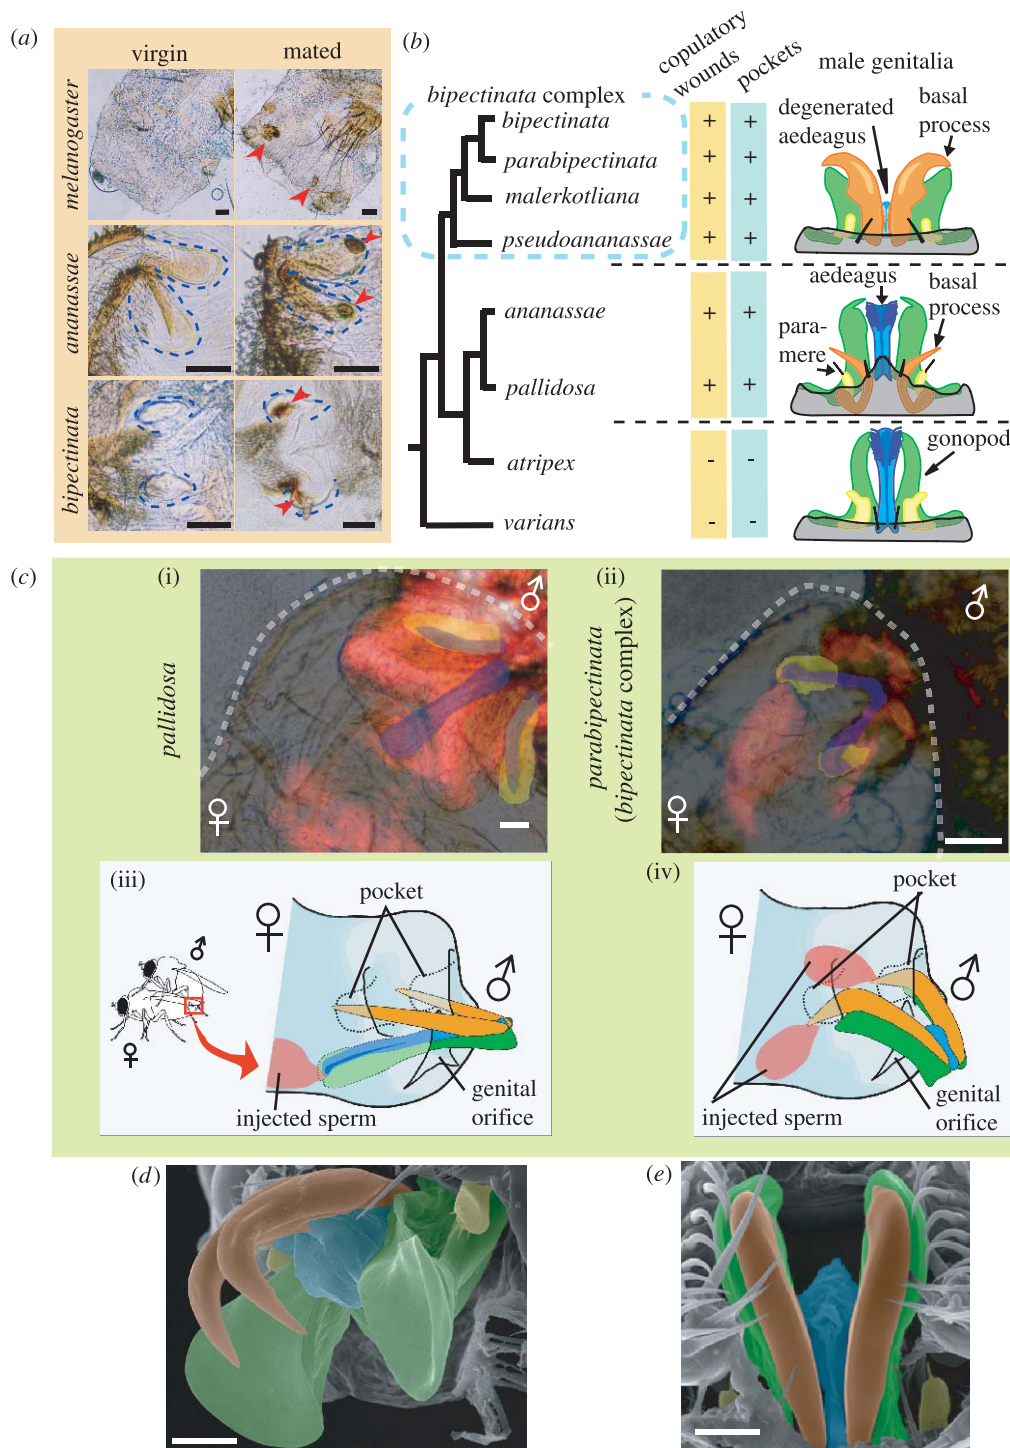 (a)
virgin
mated
melanogaster
ananassae
bipectinata
(b)
copulatory
wounds
pockets
male genitalia
bipectinata complex
bipectinata
+
+
parabipectinata
+
+
malerkotliana
+
+
pseudoananassae
+
+
degenerated
aedeagus
basal
process
ananassae
+
+
pallidosa
+
+
aedeagus
basal
process
para-
mere
atripex
-
-
varians
-
-
gonopod
(c)
(i)
pallidosa
♂
♀
(ii)
parabipectinata
(bipectinata complex)
♂
♀
(iii)
♂
♀
♀
pocket
♂
injected sperm
genital
orifice
(iv)
♀
pocket
♂
injected sperm
genital
orifice
(d)
(e)